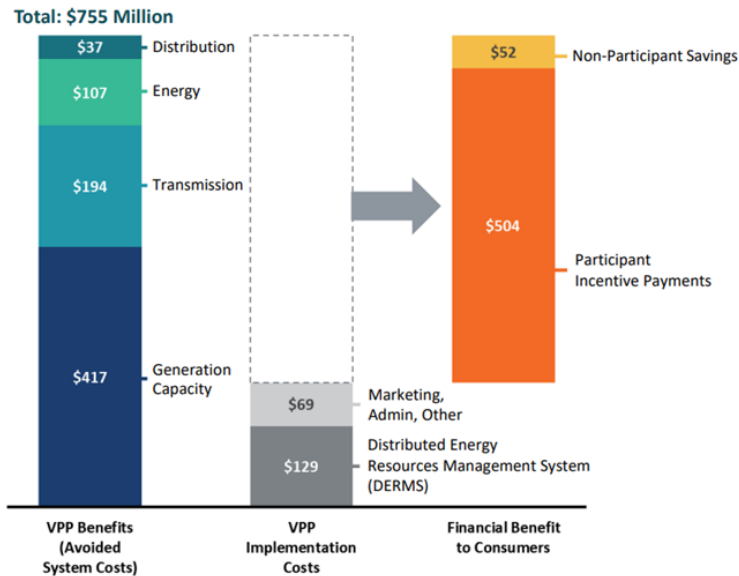 Total: $755 Million
$37
Distribution
$107
Energy
$194
Transmission
$417
Generation
Capacity
$69
Marketing,
Admin, Other
$129
Distributed Energy
Resources Management System
(DERMS)
$52
Non-Participant Savings
$504
Participant
Incentive Payments
VPP Benefits
(Avoided
System Costs)
VPP
Implementation
Costs
Financial Benefit
to Consumers